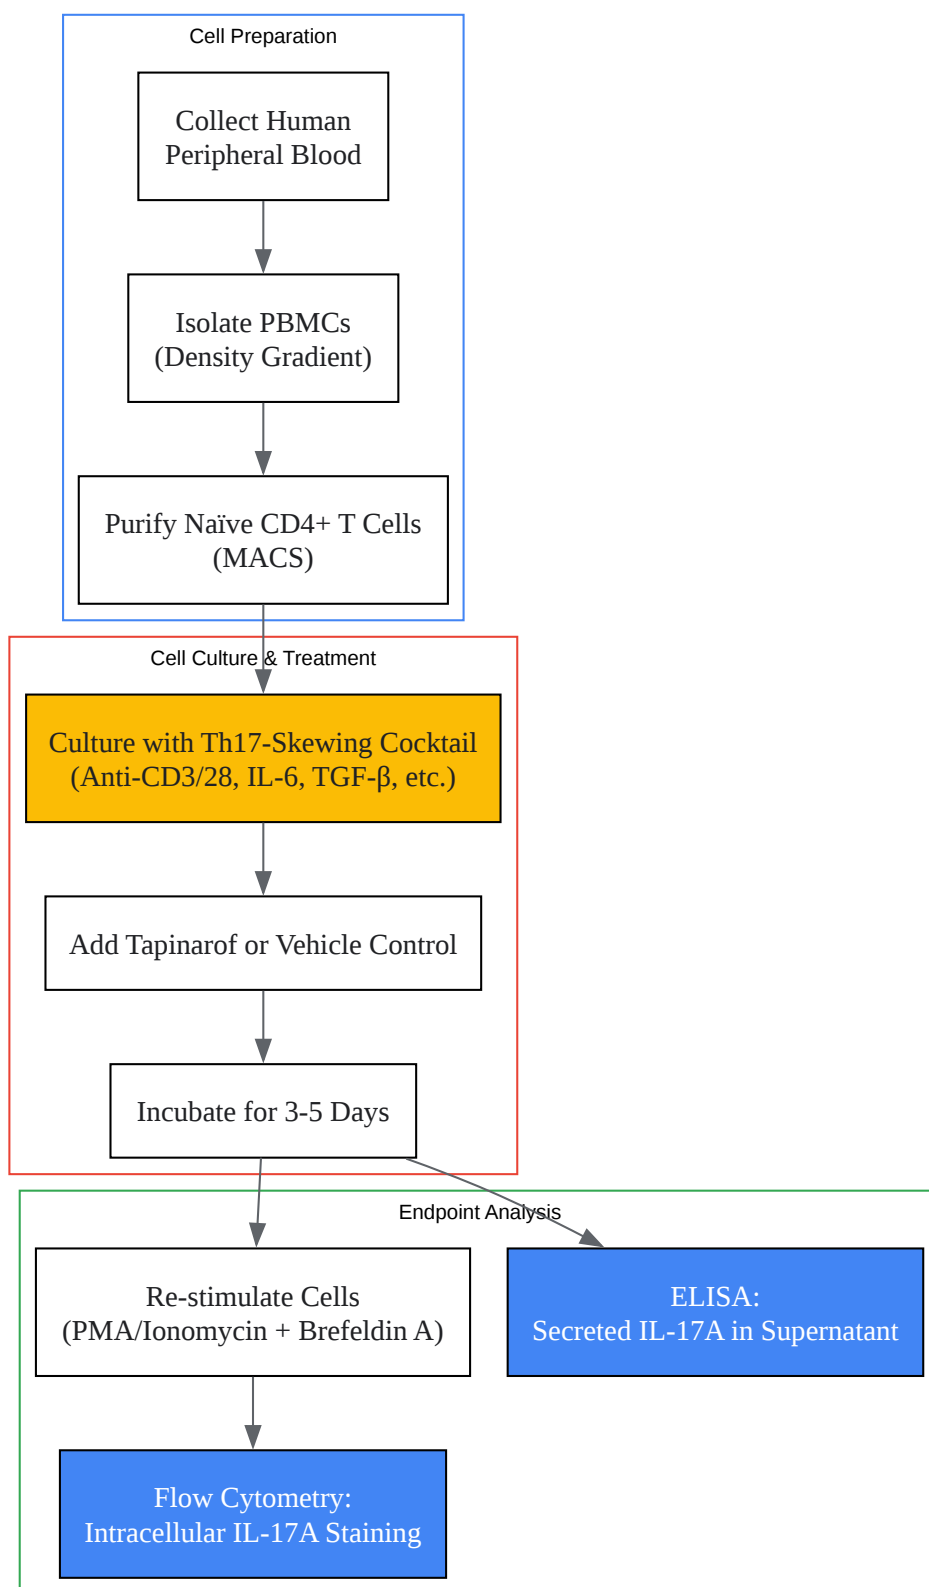 Cell Preparation
Collect Human
Peripheral Blood
Isolate PBMCs
(Density Gradient)
Purify Naïve CD4+ T Cells
(MACS)
Cell Culture & Treatment
Culture with Th17-Skewing Cocktail
(Anti-CD3/28, IL-6, TGF-β, etc.)
Add Tapinarof or Vehicle Control
Incubate for 3-5 Days
Endpoint Analysis
Re-stimulate Cells
(PMA/Ionomycin + Brefeldin A)
ELISA:
Secreted IL-17A in Supernatant
Flow Cytometry:
Intracellular IL-17A Staining